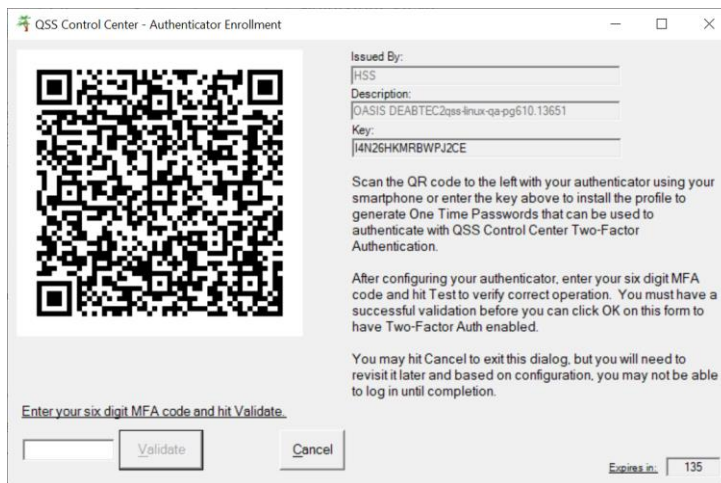 QSS Control Center - Authenticator Enrollment
Issued By:
HSS
Description:
OASIS DEABTEC2qss-linux-qa-pg610.13651
Key:
I4N26HKMRBWPJ2CE
Scan the QR code to the left with your authenticator using your
smartphone or enter the key above to install the profile to
generate One Time Passwords that can be used to
authenticate with QSS Control Center Two-Factor
Authentication.
After configuring your authenticator, enter your six digit MFA
code and hit Test to verify correct operation.  You must have a
successful validation before you can click OK on this form to
have Two-Factor Auth enabled.
You may hit Cancel to exit this dialog, but you will need to
revisit it later and based on configuration, you may not be able
to log in until completion.
Enter your six digit MFA code and hit Validate.
Validate
Cancel
Expires in: 135